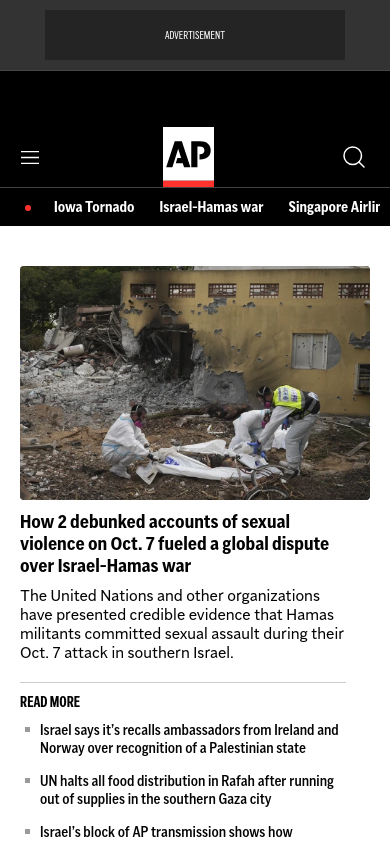 ADVERTISEMENT
AP
Iowa Tornado Israel-Hamas war Singapore Airlir
How 2 debunked accounts of sexual
violence on Oct. 7 fueled a global dispute
over Israel-Hamas war
The United Nations and other organizations
have presented credible evidence that Hamas
militants committed sexual assault during their
Oct. 7 attack in southern Israel.
READ MORE
Israel says it's recalls ambassadors from Ireland and
Norway over recognition of a Palestinian state
UN halts all food distribution in Rafah after running
out of supplies in the southern Gaza city
Israel's block of AP transmission shows how